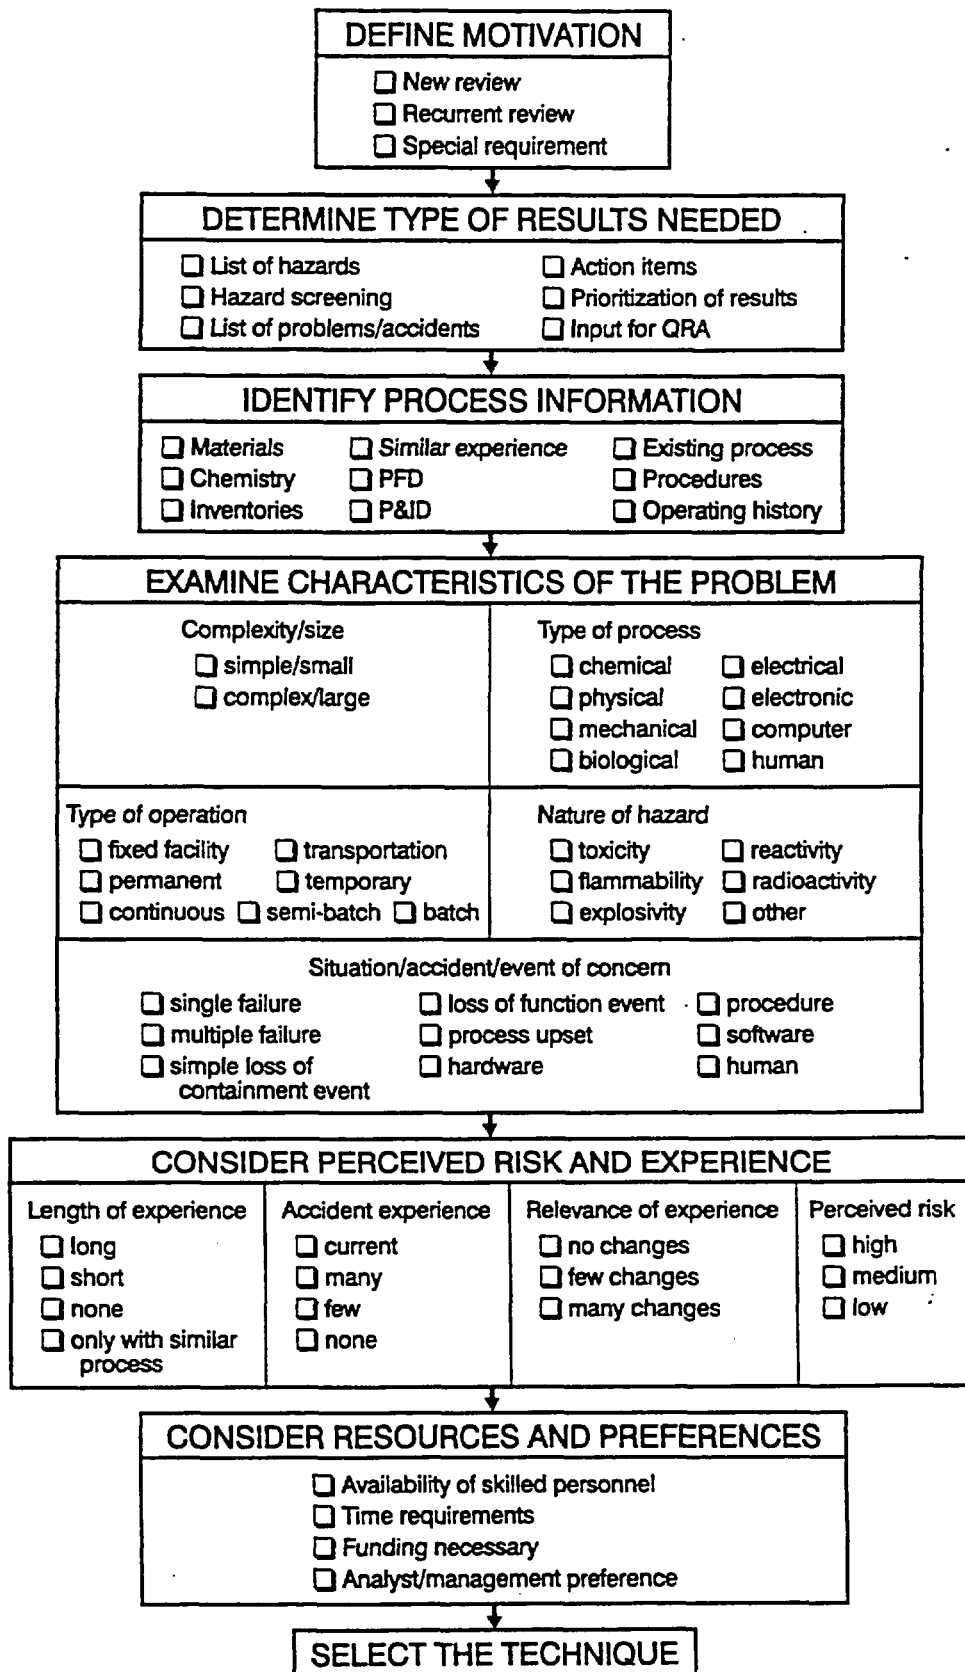 DEFINE MOTIVATION
New review
Recurrent review
Special requirement
DETERMINE TYPE OF RESULTS NEEDED
List of hazards
Hazard screening
List of problems/accidents
Action items
Prioritization of results
Input for QRA
IDENTIFY PROCESS INFORMATION
Materials
Chemistry
Inventories
Similar experience
PFD
P&ID
Existing process
Procedures
Operating history
EXAMINE CHARACTERISTICS OF THE PROBLEM
Complexity/size
simple/small
complex/large
Type of process
chemical
physical
mechanical
biological
electrical
electronic
computer
human
Type of operation
fixed facility
transportation
permanent
temporary
continuous
semi-batch
batch
Nature of hazard
toxicity
flammability
explosivity
reactivity
radioactivity
other
Situation/accident/event of concern
single failure
multiple failure
simple loss of
containment event
loss of function event
process upset
hardware
procedure
software
human
CONSIDER PERCEIVED RISK AND EXPERIENCE
Length of experience
long
short
none
only with similar
process
Accident experience
current
many
few
none
Relevance of experience
no changes
few changes
many changes
Perceived risk
high
medium
low
CONSIDER RESOURCES AND PREFERENCES
Availability of skilled personnel
Time requirements
Funding necessary
Analyst/management preference
SELECT THE TECHNIQUE